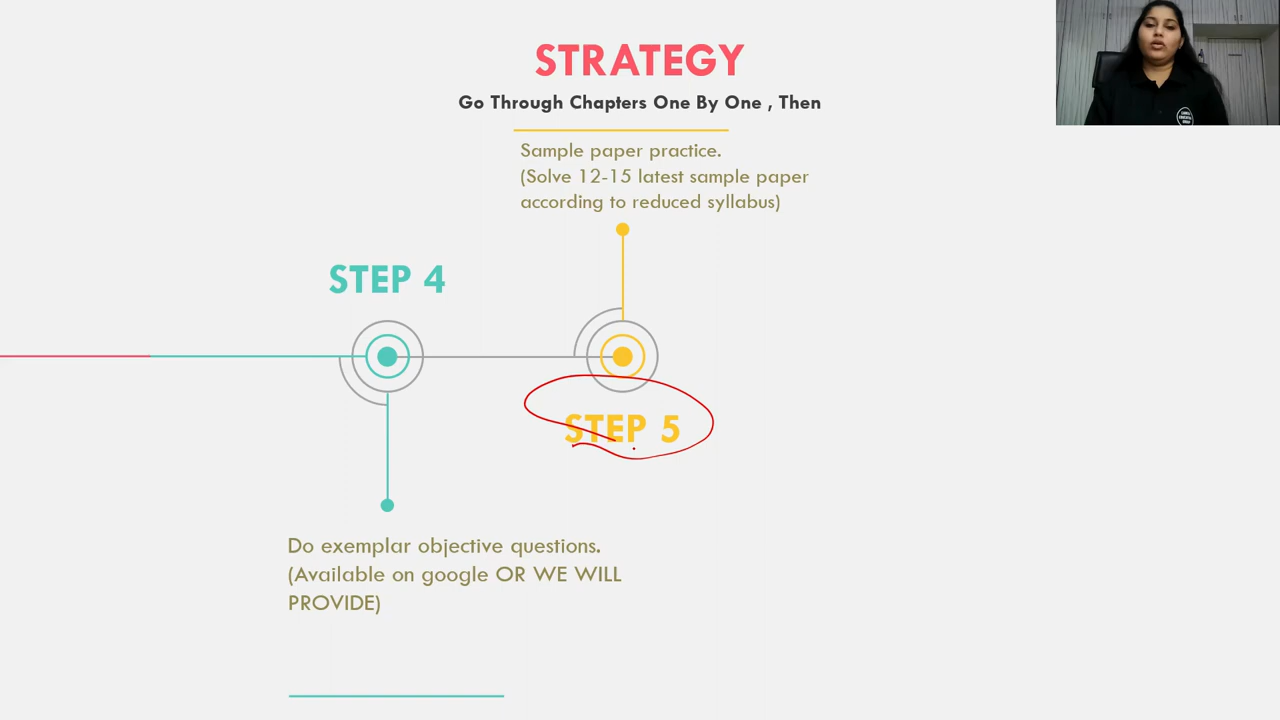 STRATEGY
Go Through Chapters One By One , Then
Sample paper practice.
(Solve 12-15 latest sample paper
according to reduced syllabus)
STEP 4
STEP 5
Do exemplar objective questions.
(Available on google OR WE WILL
PROVIDE)